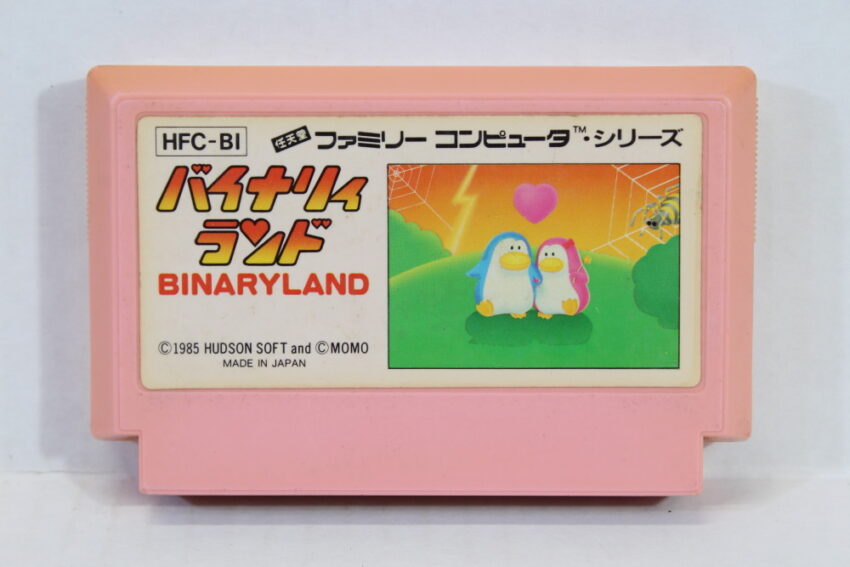 HFC-BI
任天堂 ファミリー コンピュータ™・シリーズ
バイナリィ
ランド
BINARYLAND
©1985 HUDSON SOFT and ©MOMO
MADE IN JAPAN